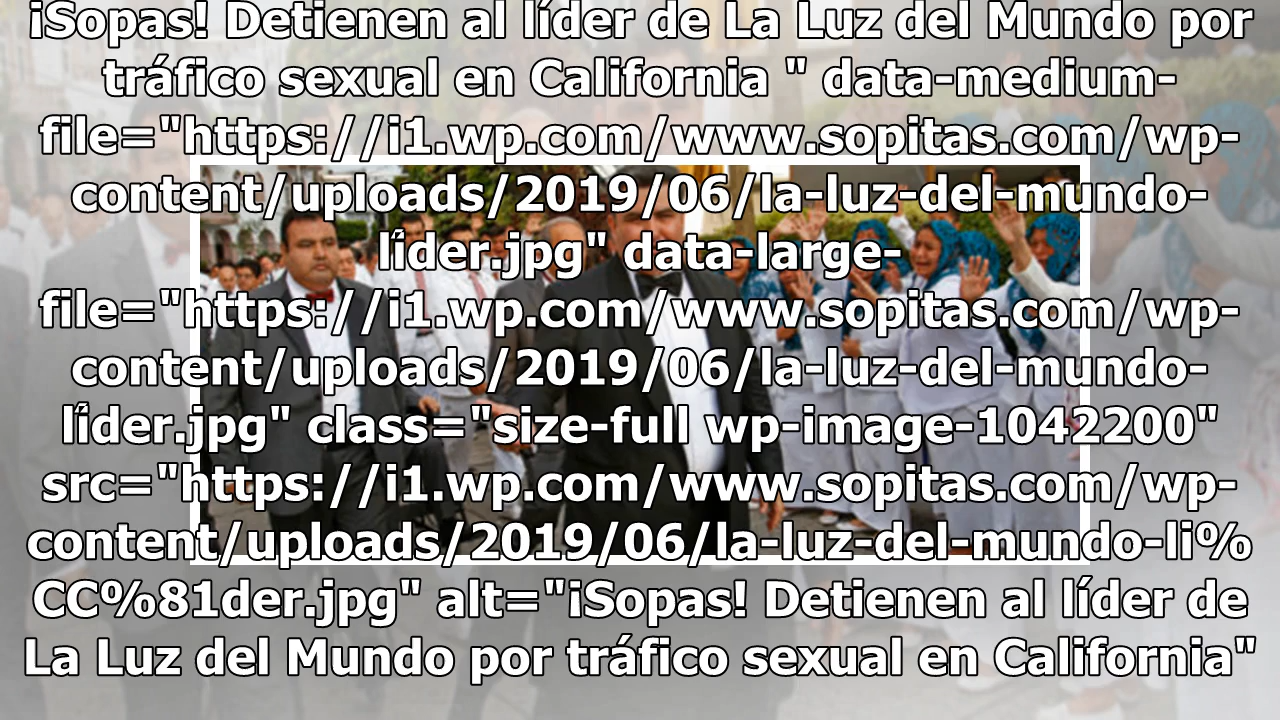 ¡Sopas! Detienen al líder de La Luz del Mundo por
tráfico sexual en California " data-medium-
file="https://i1.wp.com/www.sopitas.com/wp-
content/uploads/2019/06/la-luz-del-mundo-
líder.jpg" data-large-
file="https://i1.wp.com/www.sopitas.com/wp-
content/uploads/2019/06/la-luz-del-mundo-
líder.jpg" class="size-full wp-image-1042200"
src="https://i1.wp.com/www.sopitas.com/wp-
content/uploads/2019/06/la-luz-del-mundo-li%
CC%81der.jpg" alt="¡Sopas! Detienen al líder de
La Luz del Mundo por tráfico sexual en California"